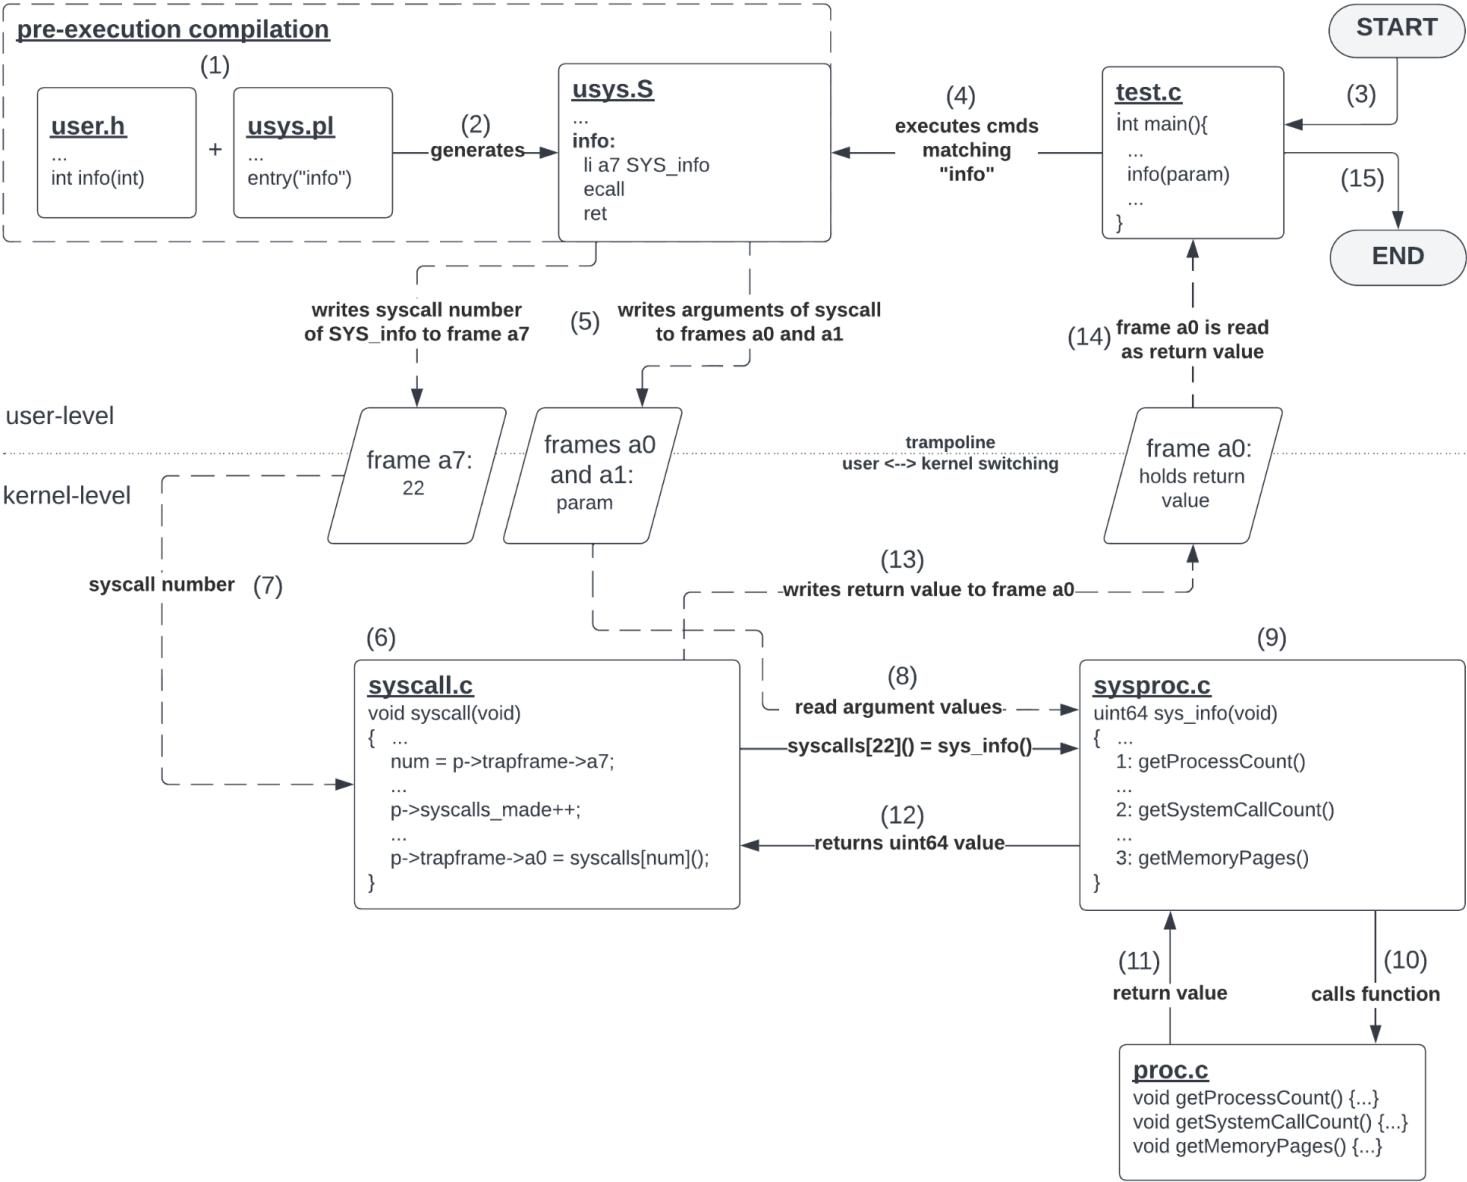 pre-execution compilation
(1)
user.h
...
int info(int)
+
usys.pl
...
entry("info")
(2)
generates
usys.S
...
info:
li a7 SYS_info
ecall
ret
(4)
executes cmds
matching
"info"
test.c
int main(){
...
info(param)
...
}
START
(3)
(15)
END
writes syscall number
of SYS_info to frame a7
(5)
writes arguments of syscall
to frames a0 and a1
(14)
frame a0 is read
as return value
user-level
kernel-level
frame a7:
22
frames a0
and a1:
param
trampoline
user <--> kernel switching
frame a0:
holds return
value
syscall number
(7)
(13)
writes return value to frame a0
(6)
syscall.c
void syscall(void)
{ ...
num = p->trapframe->a7;
...
p->syscalls_made++;
...
p->trapframe->a0 = syscalls[num]();
}
(8)
read argument values
syscalls[22]() = sys_info()
(12)
returns uint64 value
(9)
sysproc.c
uint64 sys_info(void)
{ ...
1: getProcessCount()
...
2: getSystemCallCount()
...
3: getMemoryPages()
}
(11)
return value
(10)
calls function
proc.c
void getProcessCount() {...}
void getSystemCallCount() {...}
void getMemoryPages() {...}